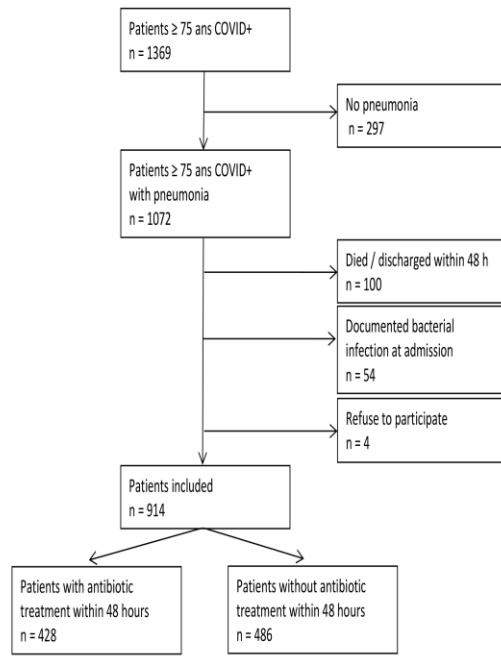 Patients ≥ 75 ans COVID+
n = 1369
No pneumonia
n = 297
Patients ≥ 75 ans COVID+
with pneumonia
n = 1072
Died / discharged within 48 h
n = 100
Documented bacterial
infection at admission
n = 54
Refuse to participate
n = 4
Patients included
n = 914
Patients with antibiotic
treatment within 48 hours
n = 428
Patients without antibiotic
treatment within 48 hours
n = 486